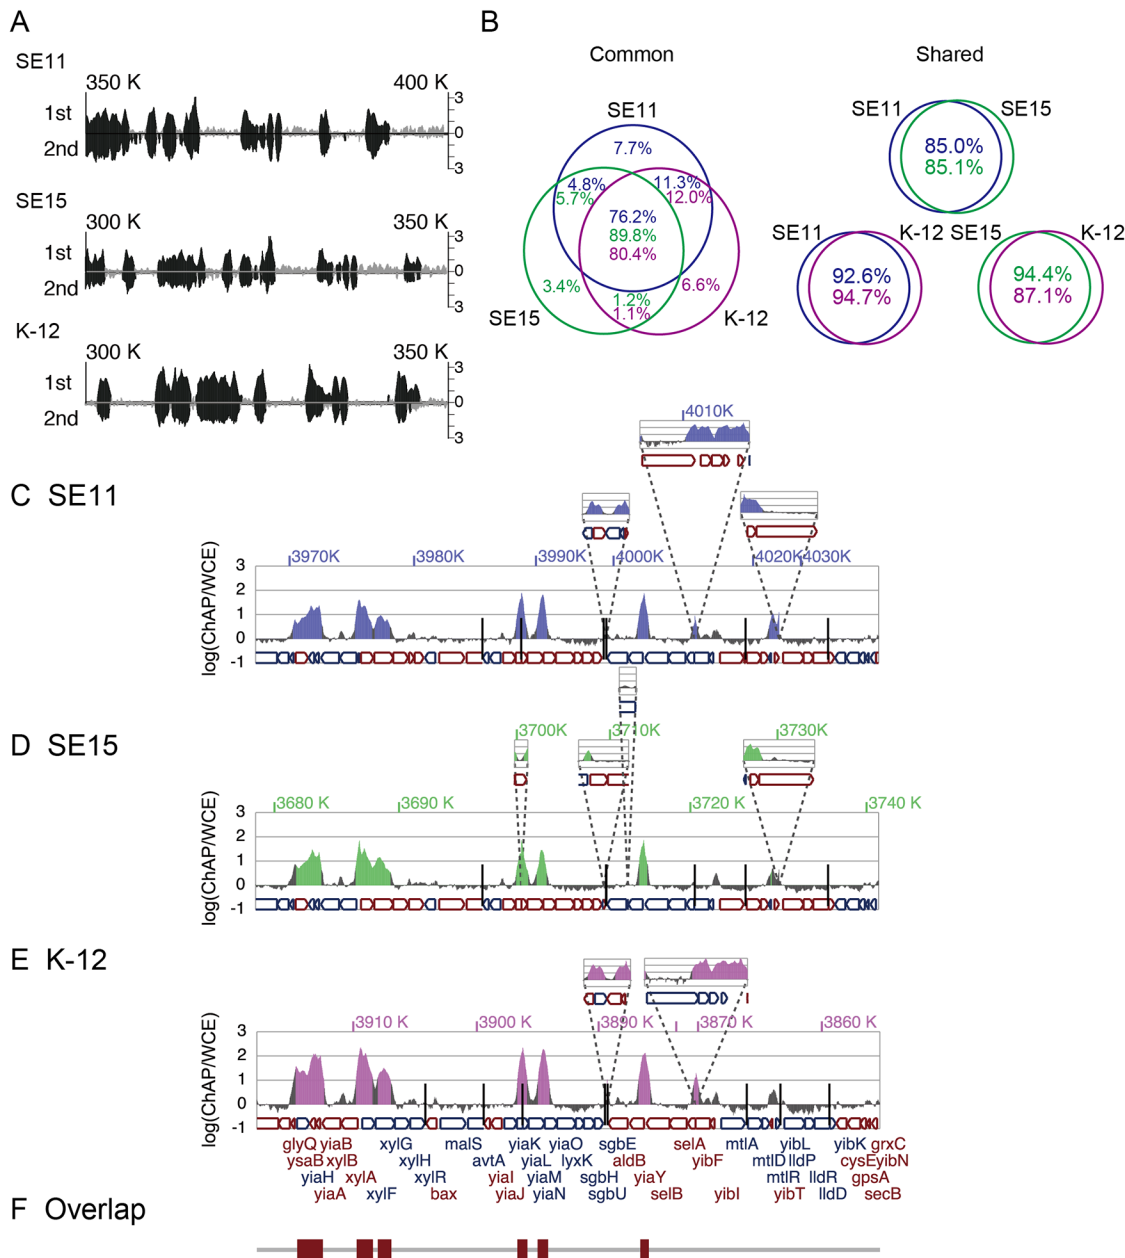 A
B
SE11
350 K
400 K
1st
2nd
3
0
3
SE15
300 K
350 K
1st
2nd
3
0
3
K-12
300 K
350 K
1st
2nd
3
0
3
Common
Shared
SE11
7.7%
4.8%
5.7%
11.3%
12.0%
76.2%
89.8%
80.4%
3.4%
1.2%
1.1%
6.6%
SE15
K-12
SE11
SE15
85.0%
85.1%
SE11
K-12
92.6%
94.7%
SE15
K-12
94.4%
87.1%
C SE11
4010K
3970K
3980K
3990K
4000K
4020K
4030K
log(ChAP/WCE)
3
2
1
0
-1
D SE15
3700K
3710K
3730K
3680 K
3690 K
3720 K
3740 K
log(ChAP/WCE)
3
2
1
0
-1
E K-12
3910 K
3900 K
3890 K
3870 K
3860 K
log(ChAP/WCE)
3
2
1
0
-1
glyQ yiaB xylG malS yiaK yiaO sgbE selA mtlA yibL yibK grxC
ysaB xylB xylH avtA yiaL lyxK aldB yibF mtlD lldP cysE yibN
yiaH xylA xylR yiaI yiaM sgbH yiaY mtlR lldR gpsA
yiaA xylF bax yiaJ yiaN sgbU selB yibI yibT lldD secB
F Overlap